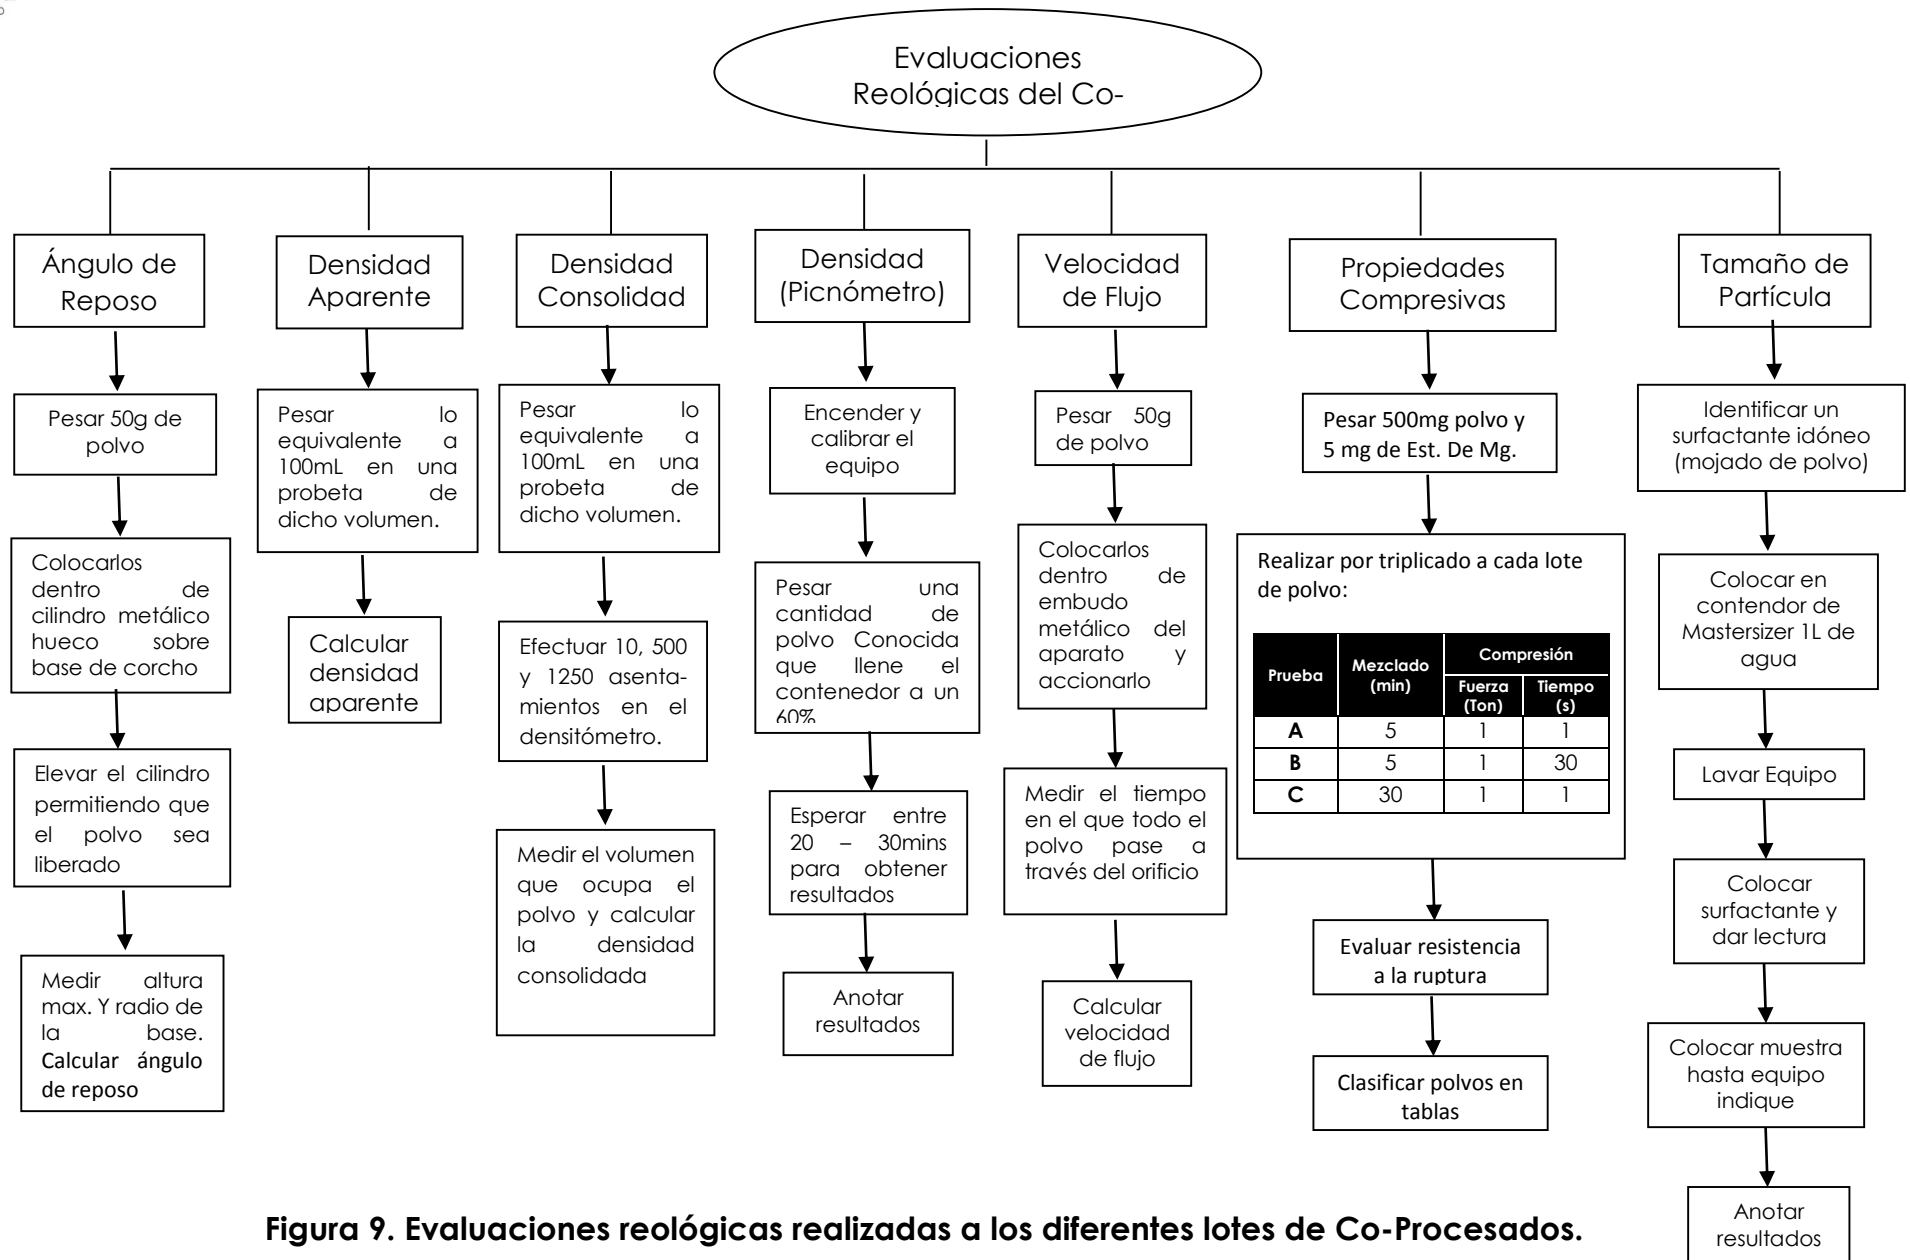 Evaluaciones
Reológicas del Co-
Ángulo de
Reposo
Pesar 50g de
polvo
Colocarlos
dentro de
cilindro metálico
hueco sobre
base de corcho
Elevar el cilindro
permitiendo que
el polvo sea
liberado
Medir altura
max. Y radio de
la base.
Calcular ángulo
de reposo
Densidad
Aparente
Pesar lo
equivalente a
100mL en una
probeta de
dicho volumen.
Calcular
densidad
aparente
Densidad
Consolidad
Pesar lo
equivalente a
100mL en una
probeta de
dicho volumen.
Efectuar 10, 500
y 1250 asenta-
mientos en el
densitómetro.
Medir el volumen
que ocupa el
polvo y calcular
la densidad
consolidada
Densidad
(Picnómetro)
Encender y
calibrar el
equipo
Pesar una
cantidad de
polvo Conocida
que llene el
contenedor a un
60%
Esperar entre
20 – 30mins
para obtener
resultados
Anotar
resultados
Velocidad
de Flujo
Pesar 50g
de polvo
Colocarlos
dentro de
embudo
metálico del
aparato y
accionarlo
Medir el tiempo
en el que todo el
polvo pase a
través del orificio
Calcular
velocidad
de flujo
Propiedades
Compresivas
Pesar 500mg polvo y
5 mg de Est. De Mg.
Realizar por triplicado a cada lote
de polvo:
Prueba Mezclado (min) Compresión
Fuerza (Ton) Tiempo (s)
A 5 1 1
B 5 1 30
C 30 1 1
Evaluar resistencia
a la ruptura
Clasificar polvos en
tablas
Tamaño de
Partícula
Identificar un
surfactante idóneo
(mojado de polvo)
Colocar en
contendor de
Mastersizer 1L de
agua
Lavar Equipo
Colocar
surfactante y
dar lectura
Colocar muestra
hasta equipo
indique
Anotar
resultados
Figura 9. Evaluaciones reológicas realizadas a los diferentes lotes de Co-Procesados.